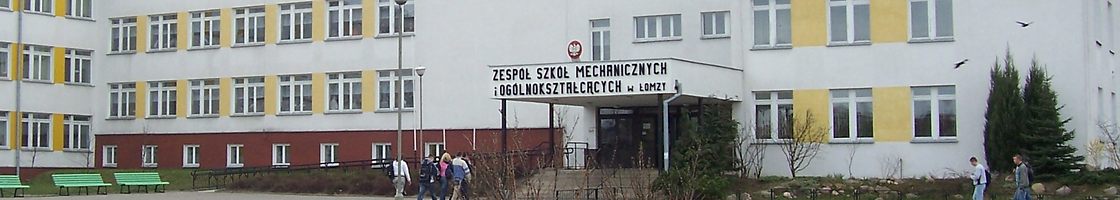 ZESPÓŁ SZKÓŁ MECHANICZNYCH
i OGÓLNOKSZTAŁCĄCYCH w ŁOMŻY